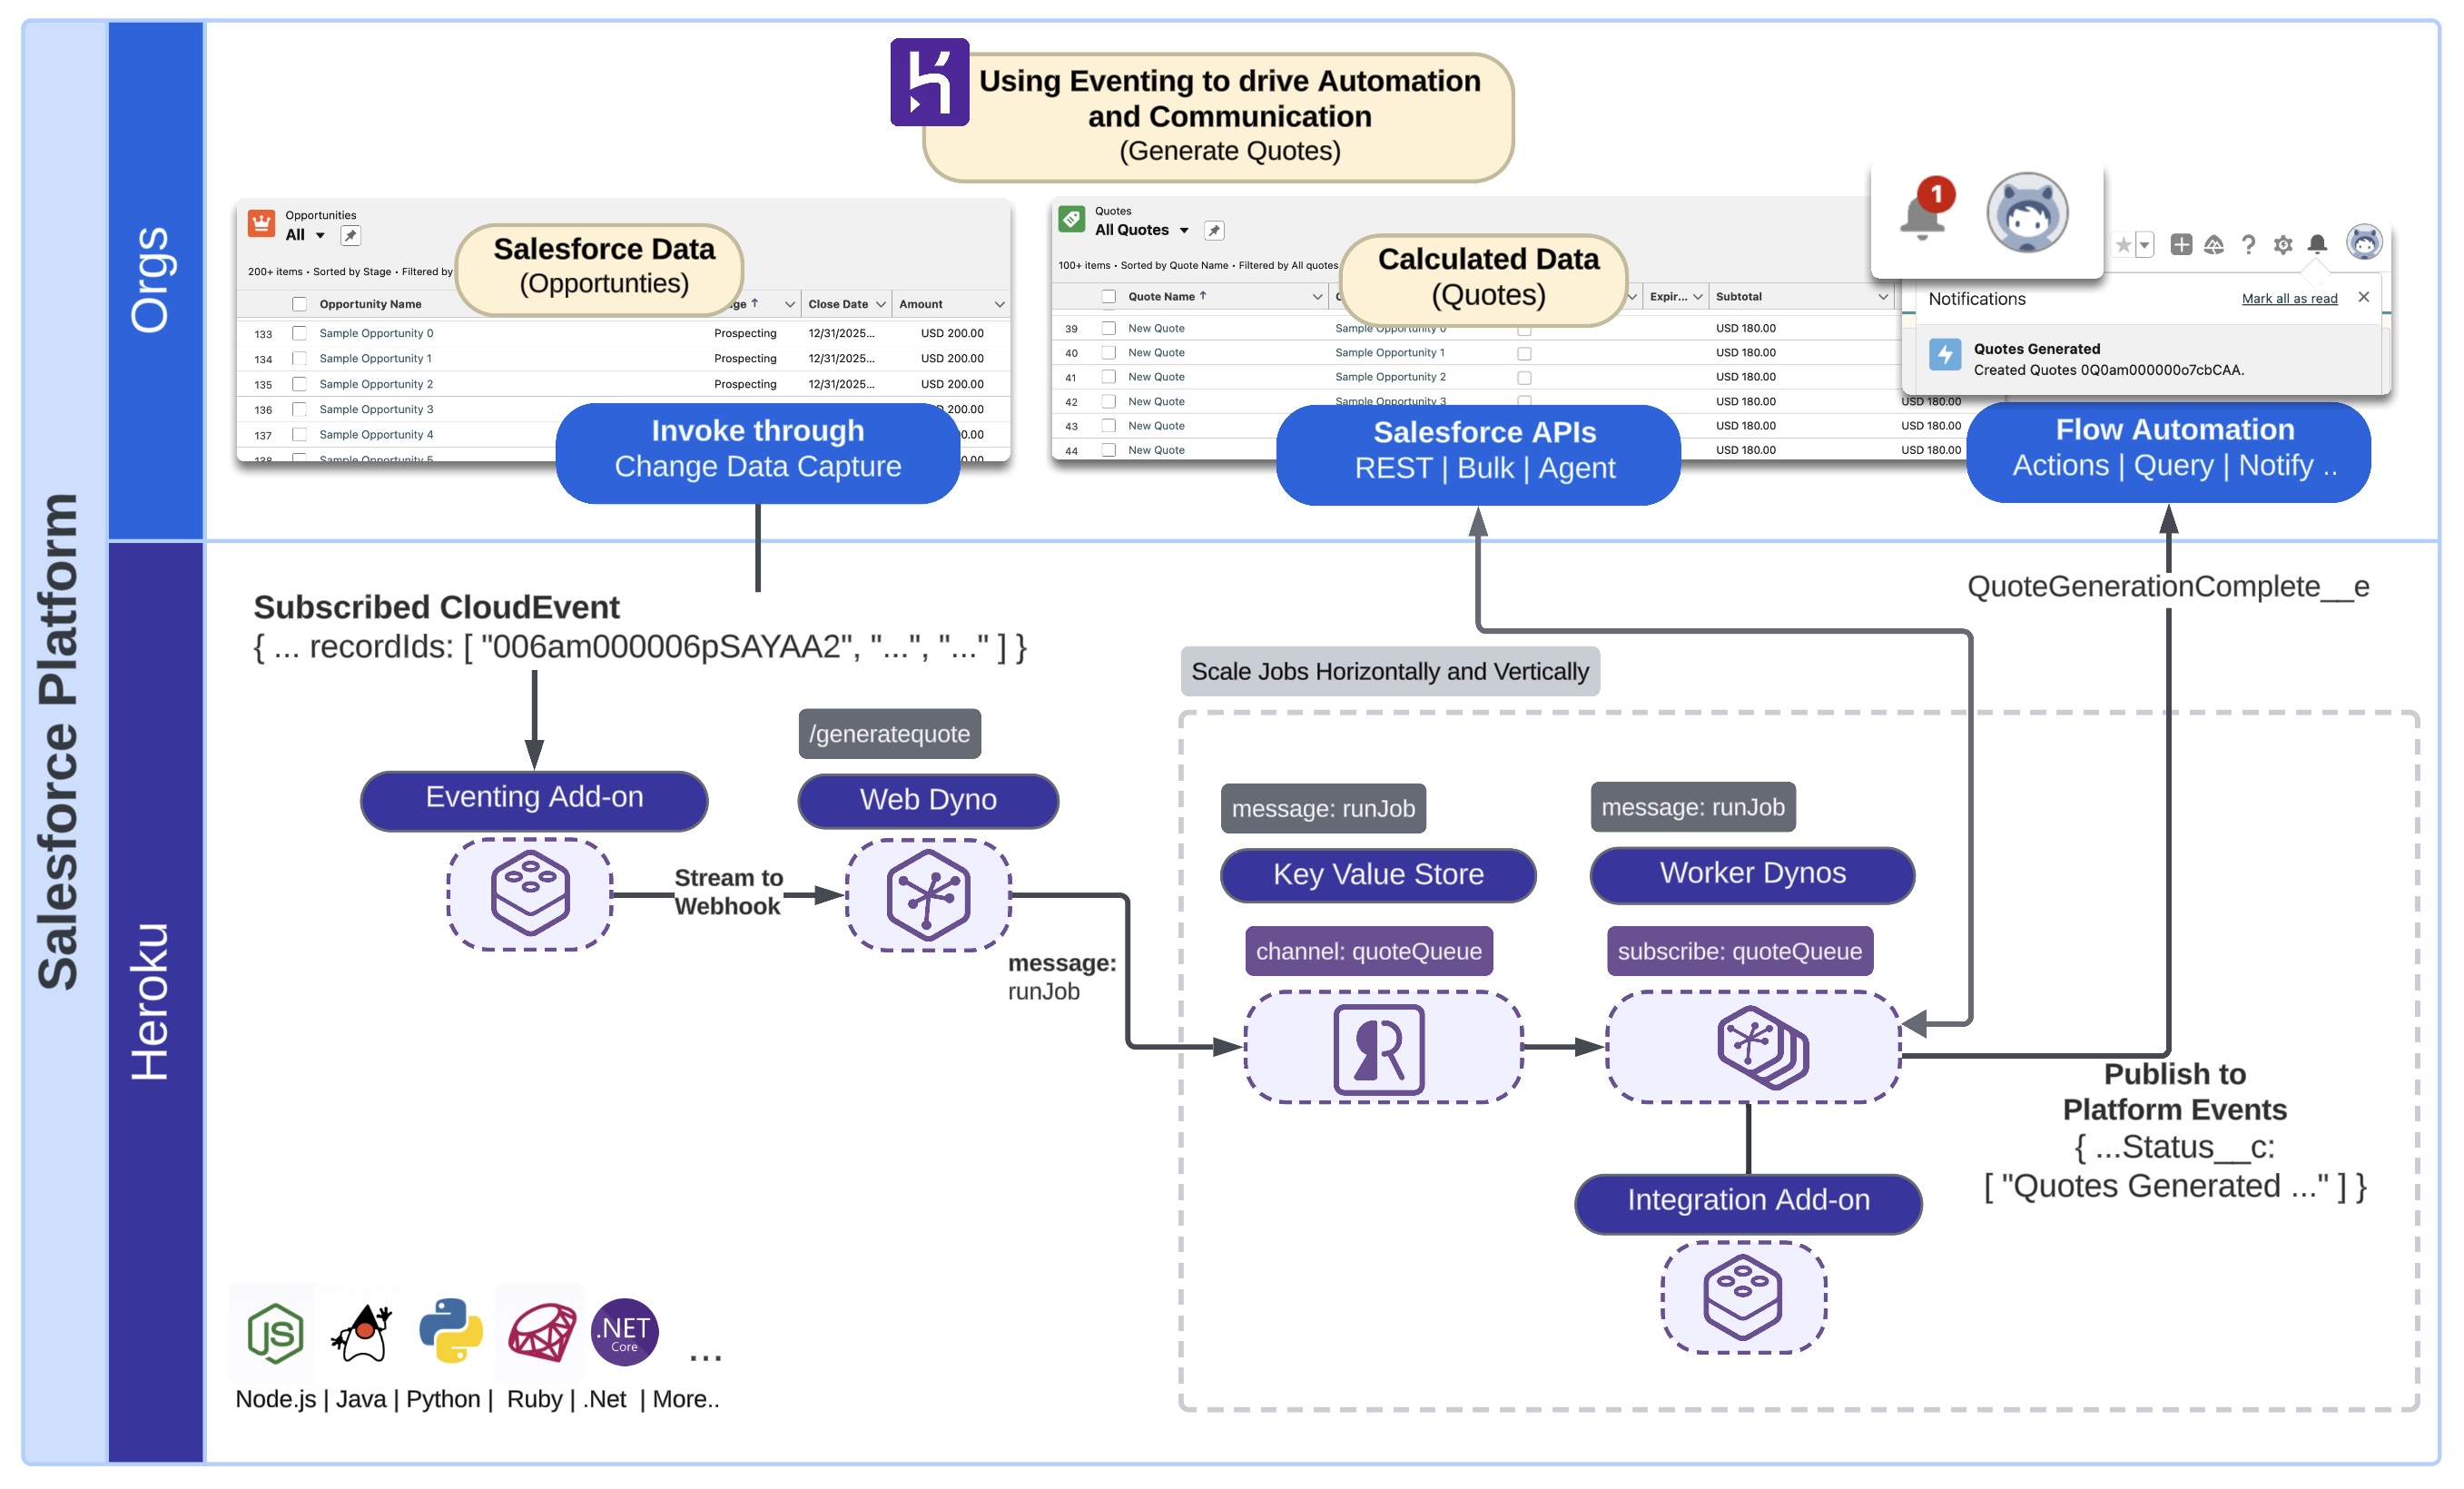 Salesforce Platform
Orgs
Heroku
Using Eventing to drive Automation
and Communication
(Generate Quotes)
Opportunities
All
200+ items • Sorted by Stage • Filtered by
Salesforce Data
(Opportunties)
Opportunity Name
Close Date
Amount
133 Sample Opportunity 0 Prospecting 12/31/2025... USD 200.00
134 Sample Opportunity 1 Prospecting 12/31/2025... USD 200.00
135 Sample Opportunity 2 Prospecting 12/31/2025... USD 200.00
136 Sample Opportunity 3 200.00
137 Sample Opportunity 4 00.00
138 Sample Opportunity 5 00.00
Invoke through
Change Data Capture
Quotes
All Quotes
100+ items • Sorted by Quote Name • Filtered by All quotes
Calculated Data
(Quotes)
Quote Name
Expir...
Subtotal
39 New Quote Sample Opportunity 0 USD 180.00
40 New Quote Sample Opportunity 1 USD 180.00
41 New Quote Sample Opportunity 2 USD 180.00
42 New Quote Sample Opportunity 3 USD 180.00 USD 180.00
43 New Quote USD 180.00 USD 180.00
44 New Quote USD 180.00 USD 180.00
Salesforce APIs
REST | Bulk | Agent
1
Notifications
Mark all as read
Quotes Generated
Created Quotes 0Q0am000000o7cbCAA.
Flow Automation
Actions | Query | Notify ..
Subscribed CloudEvent
{ ... recordIds: [ "006am000006pSAYAA2", "...", "..." ] }
QuoteGenerationComplete__e
Scale Jobs Horizontally and Vertically
/generatequote
Eventing Add-on
Web Dyno
Stream to
Webhook
message:
runJob
message: runJob
Key Value Store
channel: quoteQueue
message: runJob
Worker Dynos
subscribe: quoteQueue
Publish to
Platform Events
{ ...Status__c:
[ "Quotes Generated ..." ] }
Integration Add-on
JS
.NET
Core
...
Node.js | Java | Python | Ruby | .Net | More..